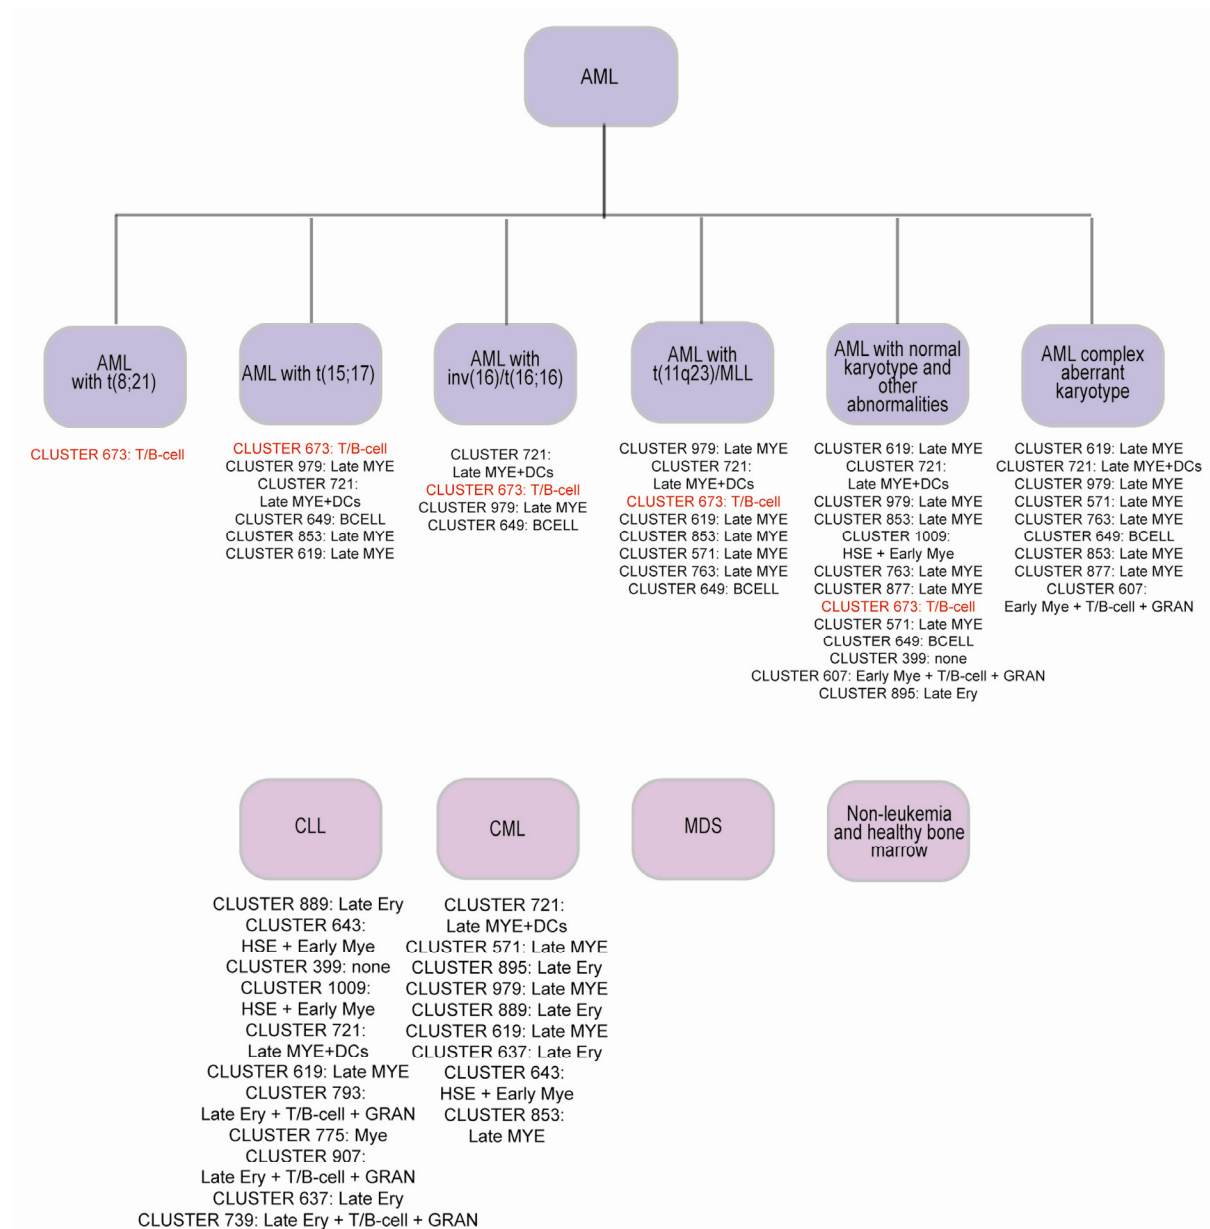 AML
AML
with t(8;21)
CLUSTER 673: T/B-cell
AML with t(15;17)
CLUSTER 673: T/B-cell
CLUSTER 979: Late MYE
CLUSTER 721:
Late MYE+DCs
CLUSTER 649: BCELL
CLUSTER 853: Late MYE
CLUSTER 619: Late MYE
AML with
inv(16)/t(16;16)
CLUSTER 721:
Late MYE+DCs
CLUSTER 673: T/B-cell
CLUSTER 979: Late MYE
CLUSTER 649: BCELL
AML with
t(11q23)/MLL
CLUSTER 979: Late MYE
CLUSTER 721:
Late MYE+DCs
CLUSTER 673: T/B-cell
CLUSTER 619: Late MYE
CLUSTER 853: Late MYE
CLUSTER 571: Late MYE
CLUSTER 763: Late MYE
CLUSTER 649: BCELL
AML with normal
karyotype and
other
abnormalities
CLUSTER 619: Late MYE
CLUSTER 721:
Late MYE+DCs
CLUSTER 979: Late MYE
CLUSTER 853: Late MYE
CLUSTER 1009:
HSE + Early Mye
CLUSTER 763: Late MYE
CLUSTER 877: Late MYE
CLUSTER 673: T/B-cell
CLUSTER 571: Late MYE
CLUSTER 649: BCELL
CLUSTER 399: none
CLUSTER 607: Early Mye + T/B-cell + GRAN
CLUSTER 895: Late Ery
AML complex
aberrant
karyotype
CLUSTER 619: Late MYE
CLUSTER 721: Late MYE+DCs
CLUSTER 979: Late MYE
CLUSTER 571: Late MYE
CLUSTER 763: Late MYE
CLUSTER 649: BCELL
CLUSTER 853: Late MYE
CLUSTER 877: Late MYE
CLUSTER 607:
Early Mye + T/B-cell + GRAN
CLL
CLUSTER 889: Late Ery
CLUSTER 643:
HSE + Early Mye
CLUSTER 399: none
CLUSTER 1009:
HSE + Early Mye
CLUSTER 721:
Late MYE+DCs
CLUSTER 619: Late MYE
CLUSTER 793:
Late Ery + T/B-cell + GRAN
CLUSTER 775: Mye
CLUSTER 907:
Late Ery + T/B-cell + GRAN
CLUSTER 637: Late Ery
CLUSTER 739: Late Ery + T/B-cell + GRAN
CML
CLUSTER 721:
Late MYE+DCs
CLUSTER 571: Late MYE
CLUSTER 895: Late Ery
CLUSTER 979: Late MYE
CLUSTER 889: Late Ery
CLUSTER 619: Late MYE
CLUSTER 637: Late Ery
CLUSTER 643:
HSE + Early Mye
CLUSTER 853:
Late MYE
MDS
Non-leukemia
and healthy bone
marrow